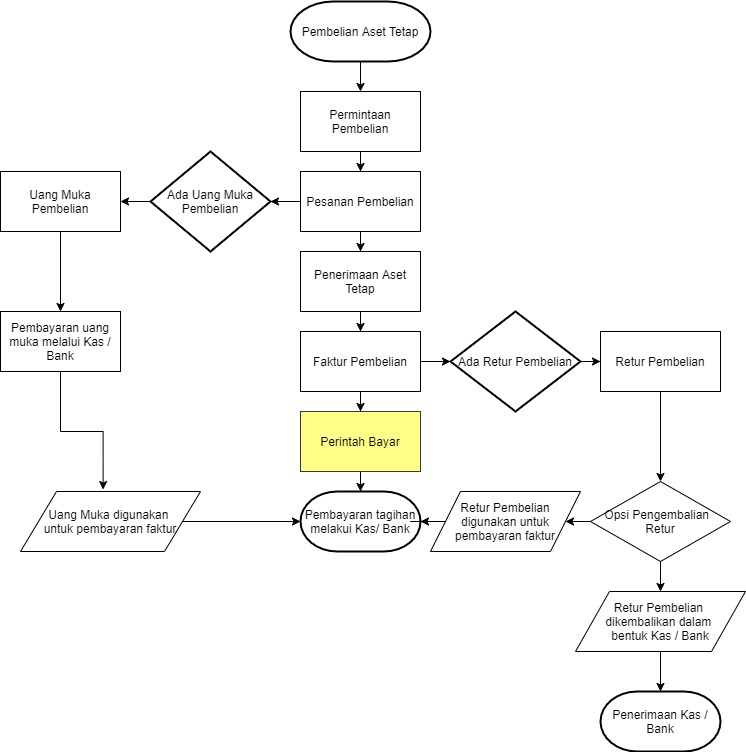 Pembelian Aset Tetap
Permintaan
Pembelian
Uang Muka
Pembelian
Ada Uang Muka
Pembelian
Pesanan Pembelian
Penerimaan Aset
Tetap
Pembayaran uang
muka melalui Kas /
Bank
Faktur Pembelian
Ada Retur Pembelian
Retur Pembelian
Perintah Bayar
Uang Muka digunakan
untuk pembayaran faktur
Pembayaran tagihan
melakui Kas/ Bank
Retur Pembelian
digunakan untuk
pembayaran faktur
Opsi Pengembalian
Retur
Retur Pembelian
dikembalikan dalam
bentuk Kas / Bank
Penerimaan Kas /
Bank